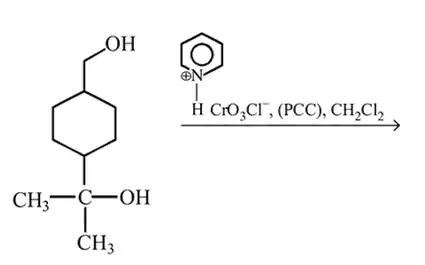 OH
⊕N
H CrO₃Cl⁻, (PCC), CH₂Cl₂
CH₃—C—OH
CH₃